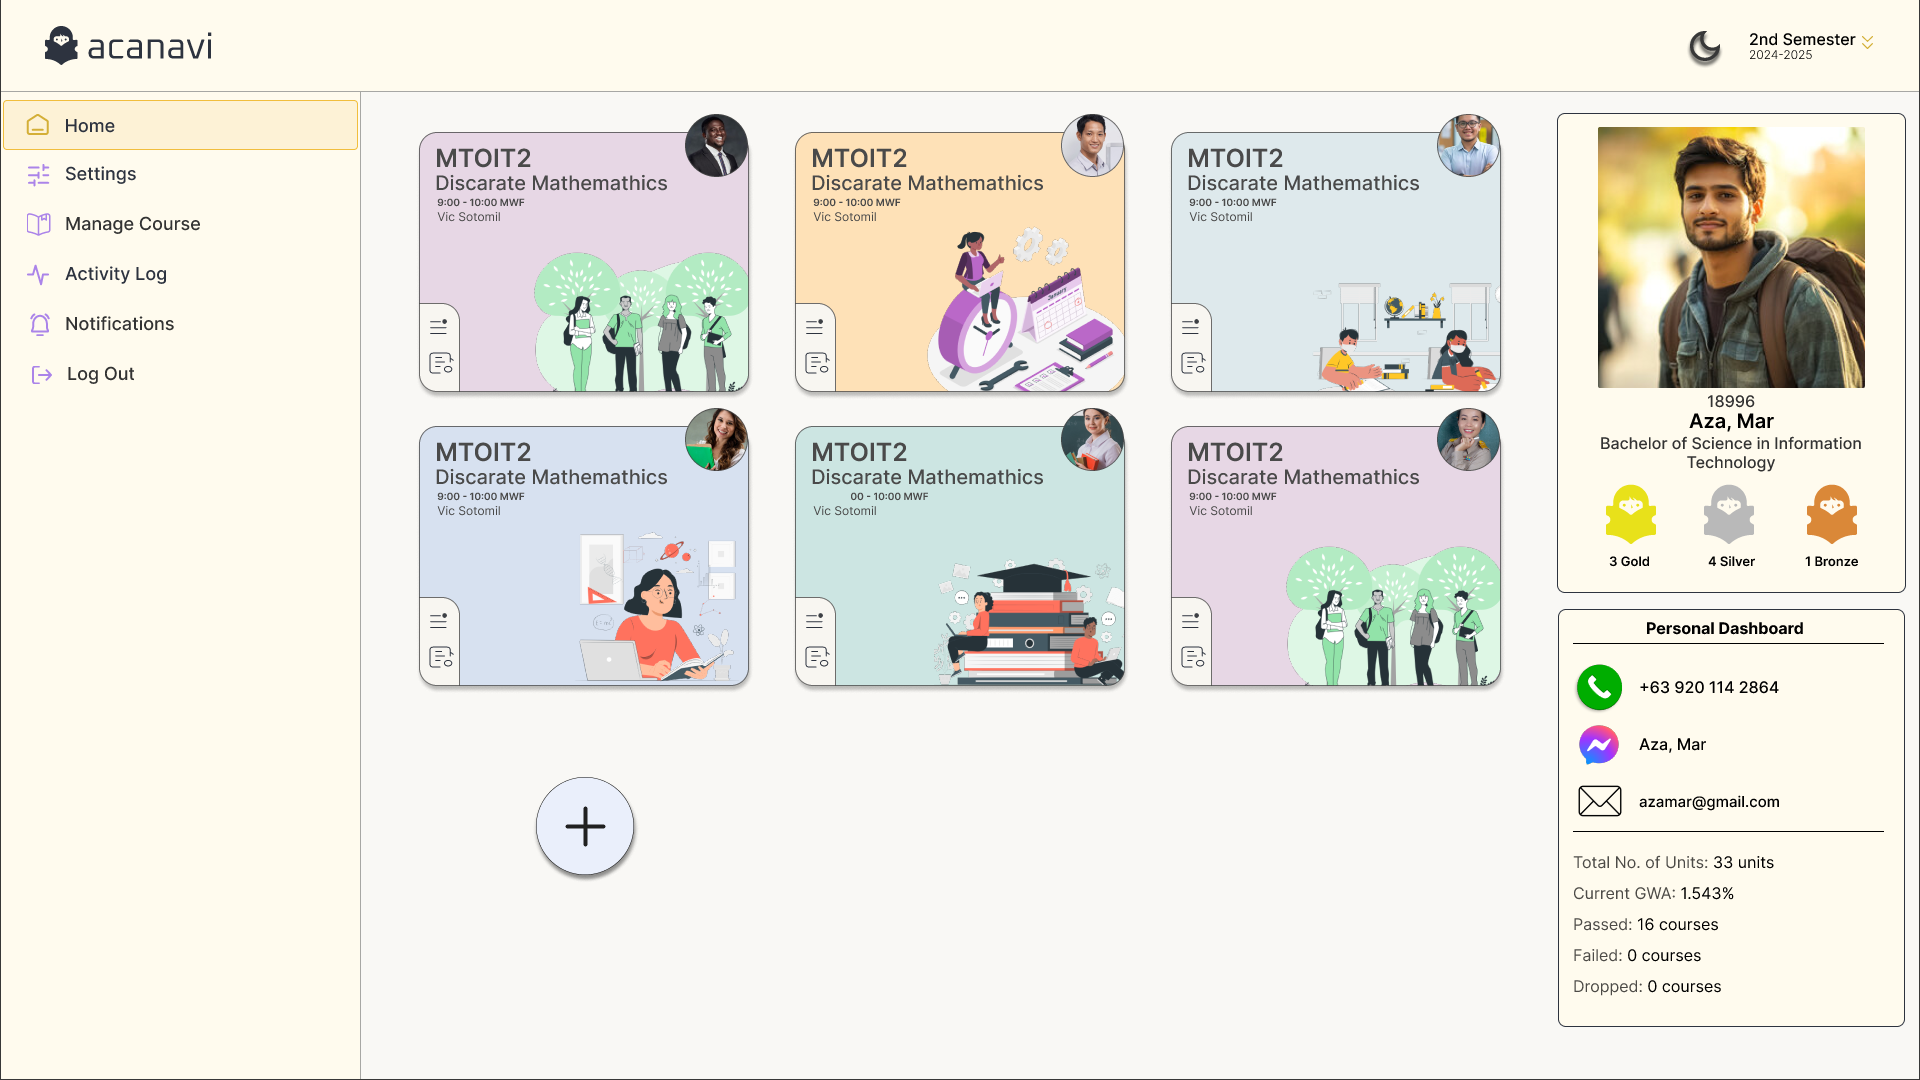 acanavi
2nd Semester
2024-2025
Home
Settings
Manage Course
Activity Log
Notifications
Log Out
MTOIT2
Discarate Mathemathics
9:00 - 10:00 MWF
Vic Sotomil
MTOIT2
Discarate Mathemathics
9:00 - 10:00 MWF
Vic Sotomil
January
MTOIT2
Discarate Mathemathics
9:00 - 10:00 MWF
Vic Sotomil
MTOIT2
Discarate Mathemathics
9:00 - 10:00 MWF
Vic Sotomil
MTOIT2
Discarate Mathemathics
00 - 10:00 MWF
Vic Sotomil
MTOIT2
Discarate Mathemathics
9:00 - 10:00 MWF
Vic Sotomil
18996
Aza, Mar
Bachelor of Science in Information
Technology
3 Gold
4 Silver
1 Bronze
Personal Dashboard
+63 920 114 2864
Aza, Mar
azamar@gmail.com
Total No. of Units: 33 units
Current GWA: 1.543%
Passed: 16 courses
Failed: 0 courses
Dropped: 0 courses